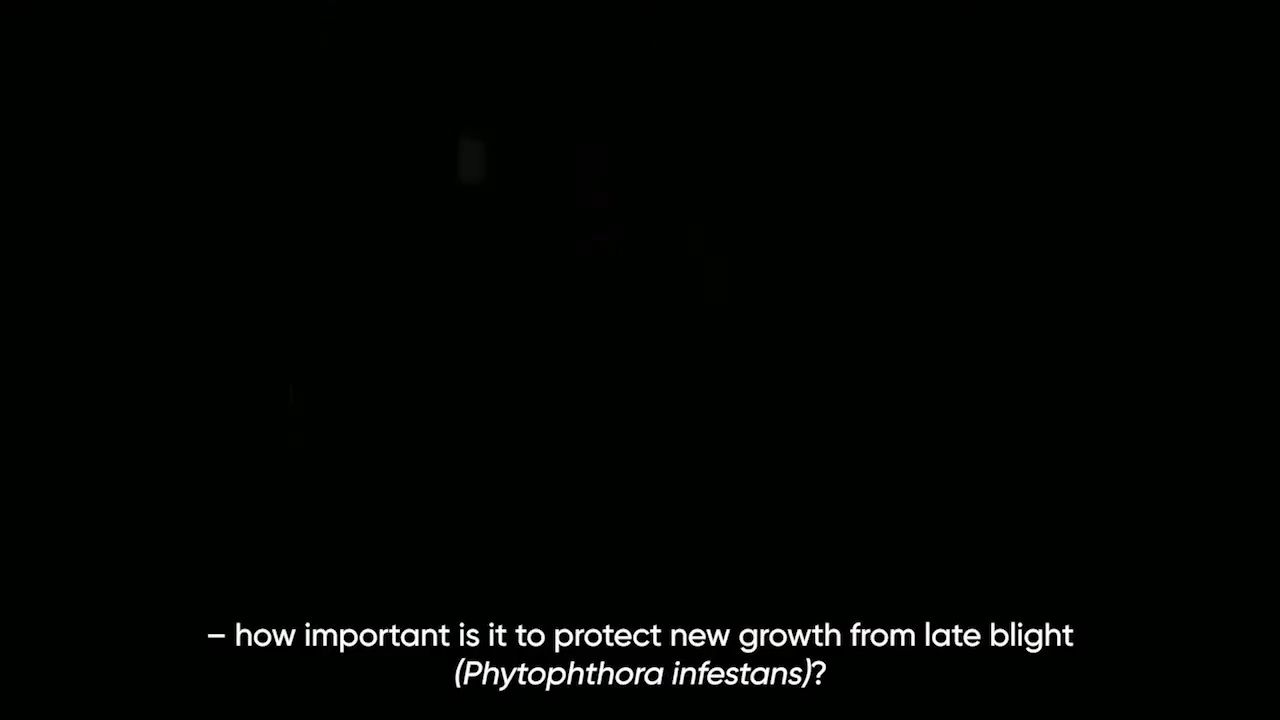 – how important is it to protect new growth from late blight
(Phytophthora infestans)?